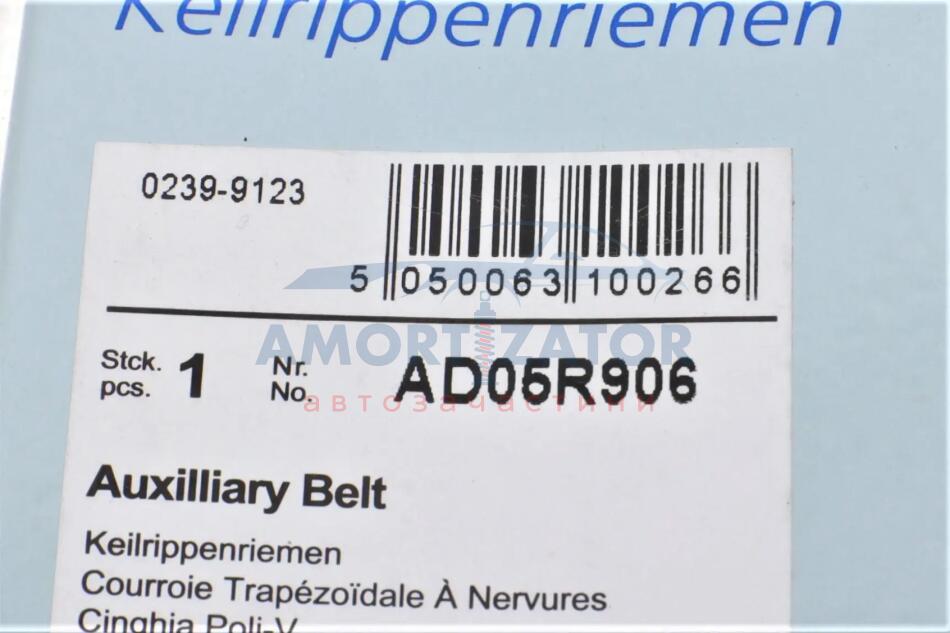 Keilrippenriemen
0239-9123
5 050063 100266
AMORTIZATOR
Stck. 1 Nr. AD05R906
pcs. No.
автозапчастини
Auxilliary Belt
Keilrippenriemen
Courroie Trapézoïdale À Nervures
Cinghia Poli-V